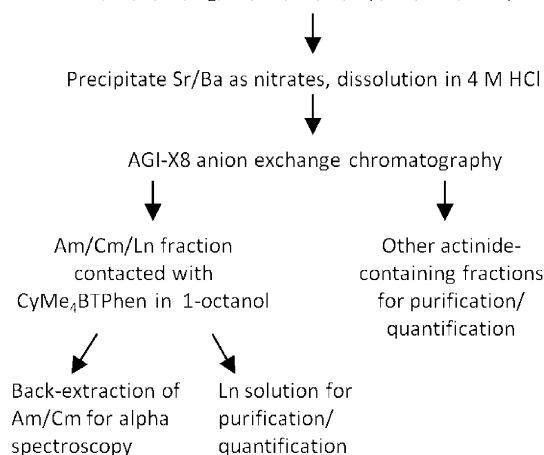 Precipitate Sr/Ba as nitrates, dissolution in 4 M HCl
AGI-X8 anion exchange chromatography
Am/Cm/Ln fraction
contacted with
CyMe₄BTPhen in 1-octanol
Other actinide-
containing fractions
for purification/
quantification
Back-extraction of
Am/Cm for alpha
spectroscopy
Ln solution for
purification/
quantification